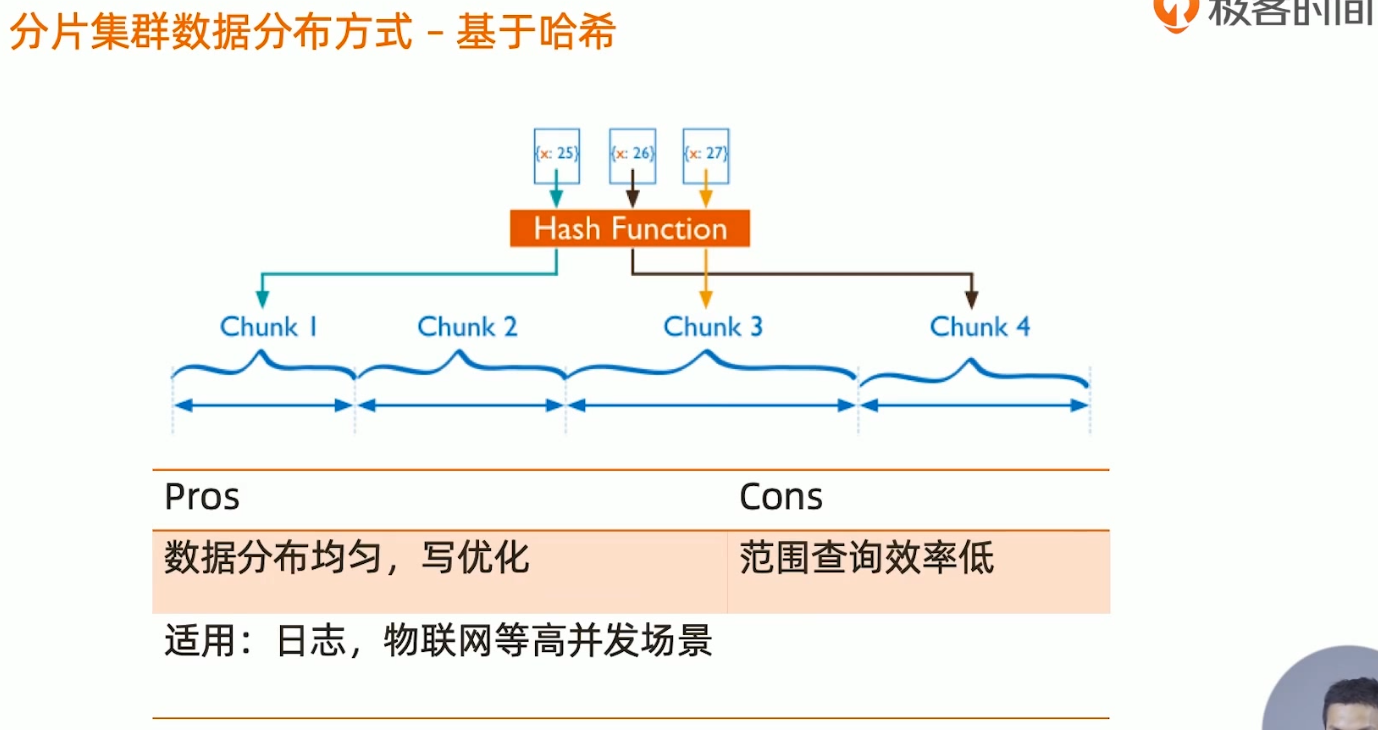 分片集群数据分布方式 – 基于哈希
极客时间
{x: 25} {x: 26} {x: 27}
Hash Function
Chunk 1 Chunk 2 Chunk 3 Chunk 4
Pros Cons
数据分布均匀，写优化 范围查询效率低
适用：日志，物联网等高并发场景